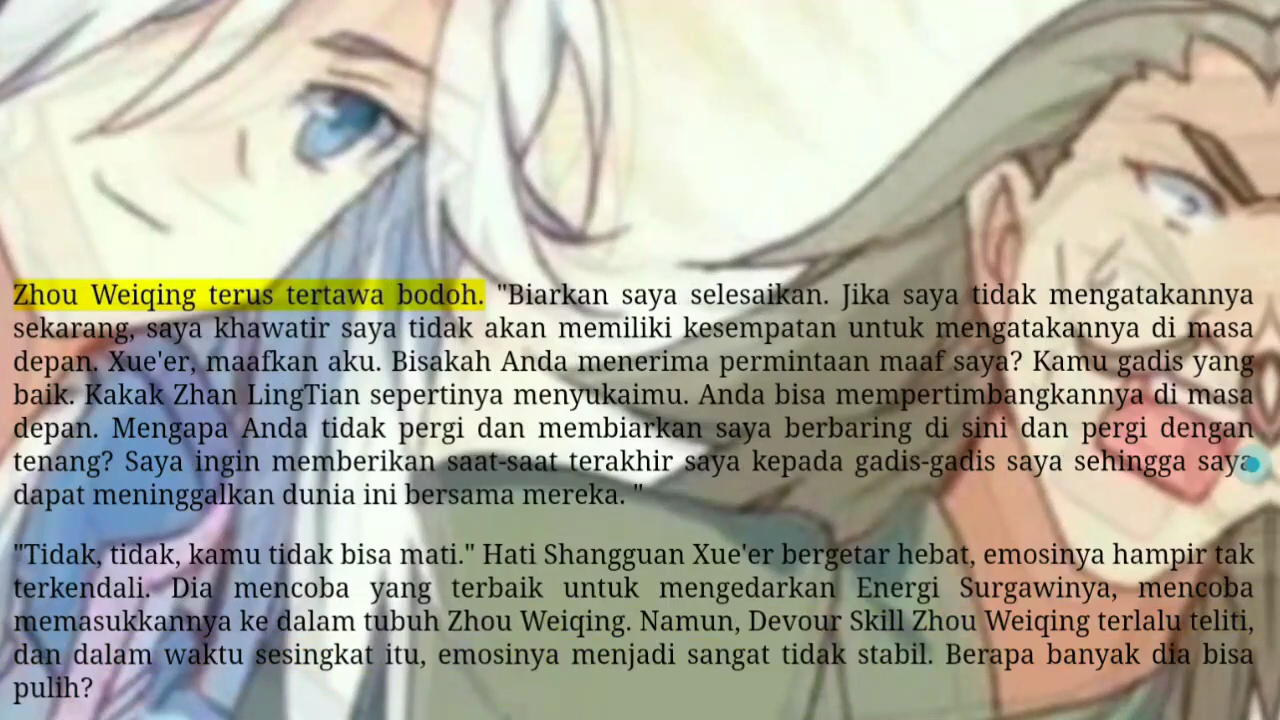 Zhou Weiqing terus tertawa bodoh. "Biarkan saya selesaikan. Jika saya tidak mengatakannya
sekarang, saya khawatir saya tidak akan memiliki kesempatan untuk mengatakannya di masa
depan. Xue'er, maafkan aku. Bisakah Anda menerima permintaan maaf saya? Kamu gadis yang
baik. Kakak Zhan LingTian sepertinya menyukaimu. Anda bisa mempertimbangkannya di masa
depan. Mengapa Anda tidak pergi dan membiarkan saya berbaring di sini dan pergi dengan
tenang? Saya ingin memberikan saat-saat terakhir saya kepada gadis-gadis saya sehingga saya
dapat meninggalkan dunia ini bersama mereka. "
"Tidak, tidak, kamu tidak bisa mati." Hati Shangguan Xue'er bergetar hebat, emosinya hampir tak
terkendali. Dia mencoba yang terbaik untuk mengedarkan Energi Surgawinya, mencoba
memasukkannya ke dalam tubuh Zhou Weiqing. Namun, Devour Skill Zhou Weiqing terlalu teliti,
dan dalam waktu sesingkat itu, emosinya menjadi sangat tidak stabil. Berapa banyak dia bisa
pulih?